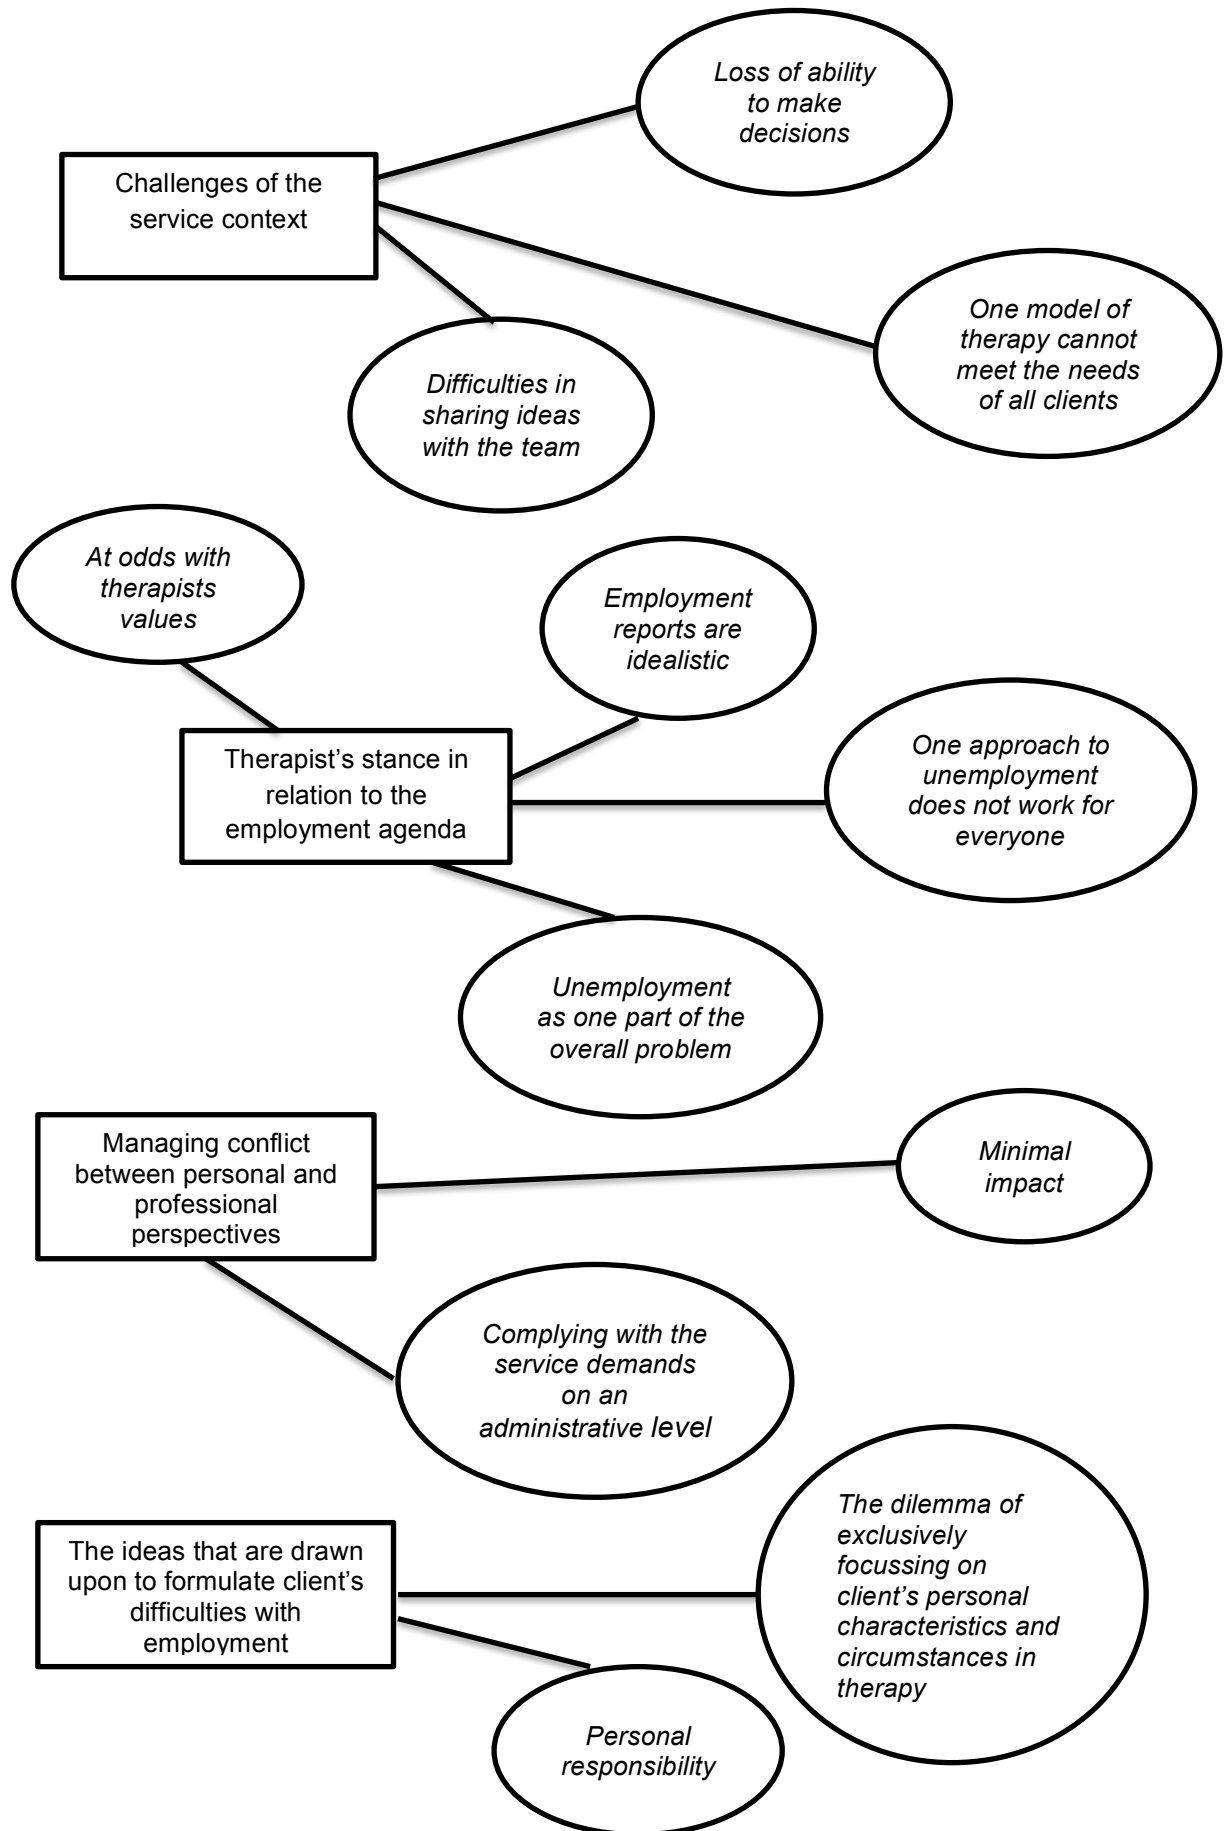 Loss of ability
to make
decisions
Challenges of the
service context
One model of
therapy cannot
meet the needs
of all clients
Difficulties in
sharing ideas
with the team
At odds with
therapists
values
Employment
reports are
idealistic
Therapist’s stance in
relation to the
employment agenda
One approach to
unemployment
does not work for
everyone
Unemployment
as one part of the
overall problem
Managing conflict
between personal and
professional
perspectives
Minimal
impact
Complying with the
service demands
on an
administrative level
The ideas that are drawn
upon to formulate client’s
difficulties with
employment
The dilemma of
exclusively
focussing on
client’s personal
characteristics and
circumstances in
therapy
Personal
responsibility